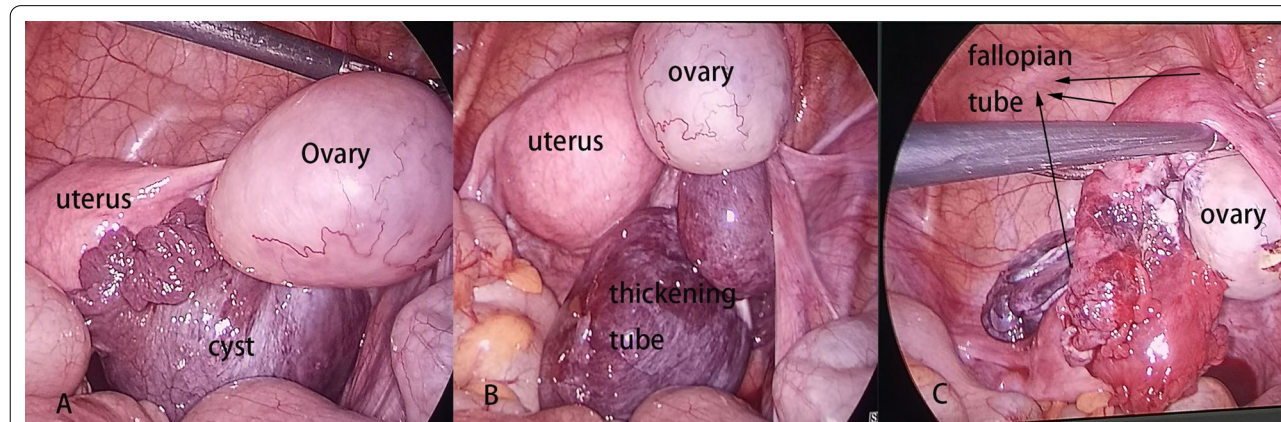 Ovary
uterus
cyst
A
ovary
uterus
thickening
tube
B
S
fallopian
tube
ovary
C